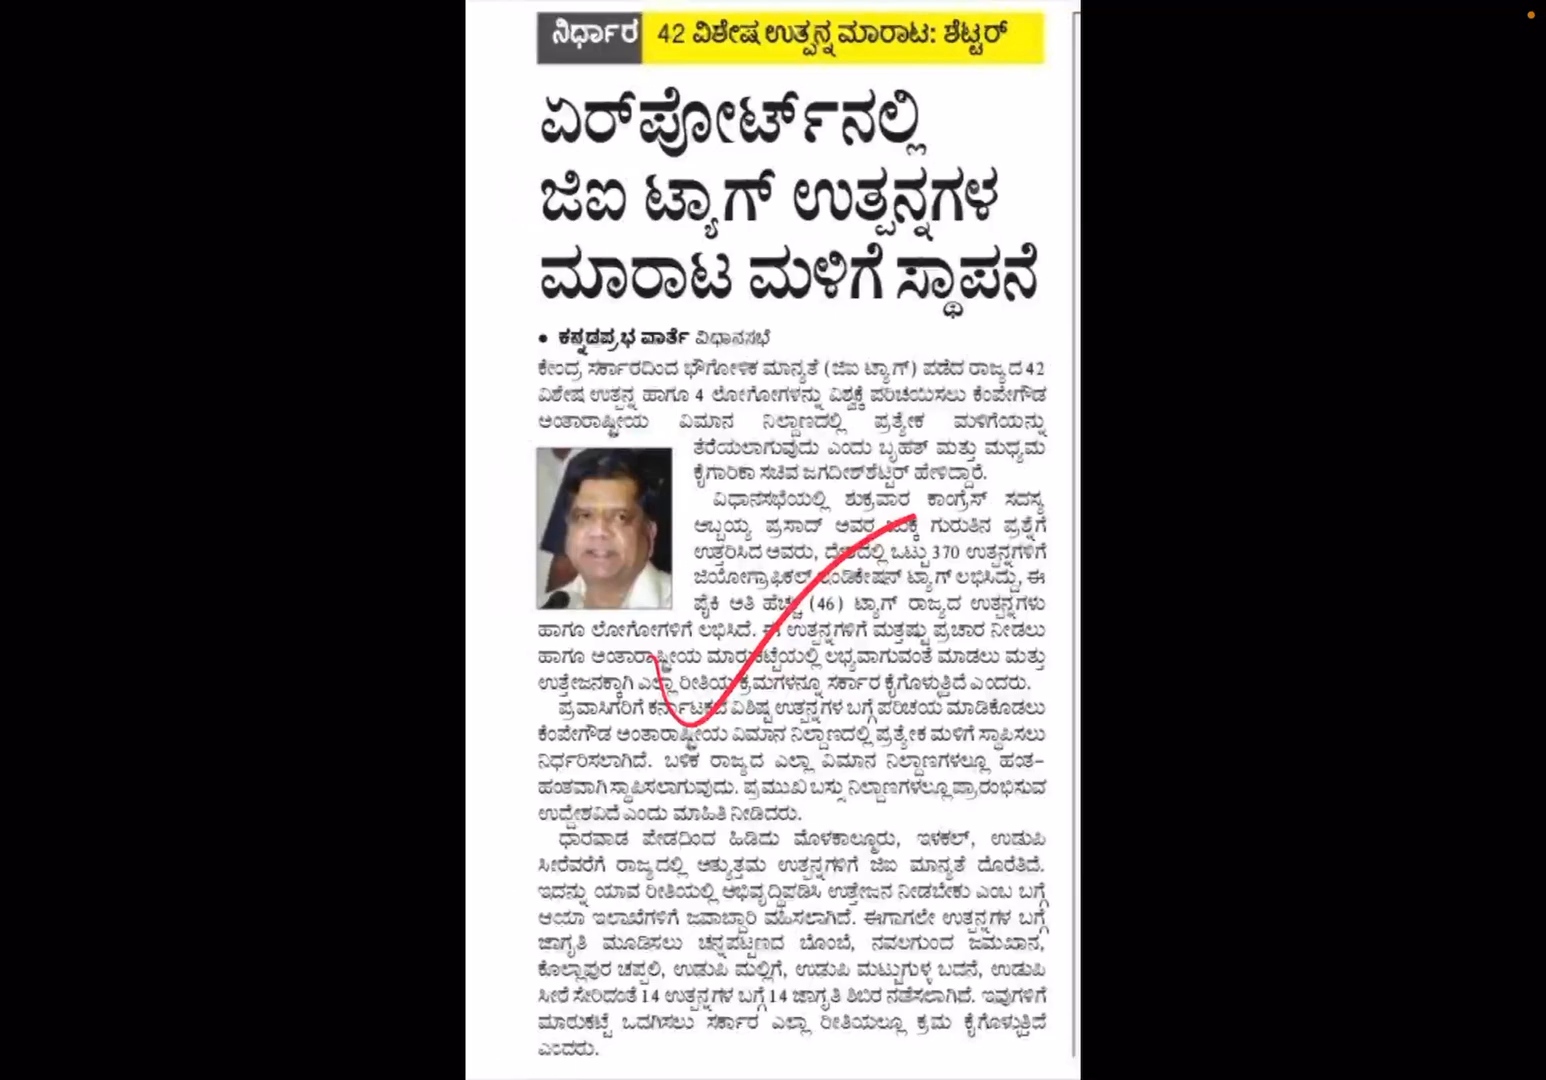 ನಿರ್ಧಾರ 42 ವಿಶೇಷ ಉತ್ಪನ್ನ ಮಾರಾಟ: ಶೆಟ್ಟರ್
ಏರ್‌ಪೋರ್ಟ್‌ನಲ್ಲಿ
ಜಿಐ ಟ್ಯಾಗ್ ಉತ್ಪನ್ನಗಳ
ಮಾರಾಟ ಮಳಿಗೆ ಸ್ಥಾಪನೆ
• ಕನ್ನಡಪ್ರಭ ವಾರ್ತೆ ವಿಧಾನಸಭೆ
ಕೇಂದ್ರ ಸರ್ಕಾರದಿಂದ ಭೌಗೋಳಿಕ ಮಾನ್ಯತೆ (ಜಿಐ ಟ್ಯಾಗ್) ಪಡೆದ ರಾಜ್ಯದ 42
ವಿಶೇಷ ಉತ್ಪನ್ನ ಹಾಗೂ 4 ಲೋಗೋಗಳನ್ನು ವಿಶ್ವಕ್ಕೆ ಪರಿಚಯಿಸಲು ಕೆಂಪೇಗೌಡ
ಅಂತಾರಾಷ್ಟ್ರೀಯ ವಿಮಾನ ನಿಲ್ದಾಣದಲ್ಲಿ ಪ್ರತ್ಯೇಕ ಮಳಿಗೆಯನ್ನು
ತೆರೆಯಲಾಗುವುದು ಎಂದು ಬೃಹತ್ ಮತ್ತು ಮಧ್ಯಮ
ಕೈಗಾರಿಕಾ ಸಚಿವ ಜಗದೀಶ್‌ಶೆಟ್ಟರ್ ಹೇಳಿದ್ದಾರೆ.
ವಿಧಾನಸಭೆಯಲ್ಲಿ ಶುಕ್ರವಾರ ಕಾಂಗ್ರೆಸ್ ಸದಸ್ಯ
ಅಬ್ಬಯ್ಯ ಪ್ರಸಾದ್ ಅವರ ಚುಕ್ಕೆ ಗುರುತಿನ ಪ್ರಶ್ನೆಗೆ
ಉತ್ತರಿಸಿದ ಅವರು, ದೇಶದಲ್ಲಿ ಒಟ್ಟು 370 ಉತ್ಪನ್ನಗಳಿಗೆ
ಜಿಯೋಗ್ರಾಫಿಕಲ್ ಇಂಡಿಕೇಷನ್ ಟ್ಯಾಗ್ ಲಭಿಸಿದ್ದು, ಈ
ಪೈಕಿ ಅತಿ ಹೆಚ್ಚು (46) ಟ್ಯಾಗ್ ರಾಜ್ಯದ ಉತ್ಪನ್ನಗಳು
ಹಾಗೂ ಲೋಗೋಗಳಿಗೆ ಲಭಿಸಿದೆ. ಈ ಉತ್ಪನ್ನಗಳಿಗೆ ಮತ್ತಷ್ಟು ಪ್ರಚಾರ ನೀಡಲು
ಹಾಗೂ ಅಂತಾರಾಷ್ಟ್ರೀಯ ಮಾರುಕಟ್ಟೆಯಲ್ಲಿ ಲಭ್ಯವಾಗುವಂತೆ ಮಾಡಲು ಮತ್ತು
ಉತ್ತೇಜನಕ್ಕಾಗಿ ಎಲ್ಲಾ ರೀತಿಯ ಕ್ರಮಗಳನ್ನೂ ಸರ್ಕಾರ ಕೈಗೊಳ್ಳುತ್ತಿದೆ ಎಂದರು.
ಪ್ರವಾಸಿಗರಿಗೆ ಕರ್ನಾಟಕದ ವಿಶಿಷ್ಟ ಉತ್ಪನ್ನಗಳ ಬಗ್ಗೆ ಪರಿಚಯ ಮಾಡಿಕೊಡಲು
ಕೆಂಪೇಗೌಡ ಅಂತಾರಾಷ್ಟ್ರೀಯ ವಿಮಾನ ನಿಲ್ದಾಣದಲ್ಲಿ ಪ್ರತ್ಯೇಕ ಮಳಿಗೆ ಸ್ಥಾಪಿಸಲು
ನಿರ್ಧರಿಸಲಾಗಿದೆ. ಬಳಿಕ ರಾಜ್ಯದ ಎಲ್ಲಾ ವಿಮಾನ ನಿಲ್ದಾಣಗಳಲ್ಲೂ ಹಂತ-
ಹಂತವಾಗಿ ಸ್ಥಾಪಿಸಲಾಗುವುದು. ಪ್ರಮುಖ ಬಸ್ಸು ನಿಲ್ದಾಣಗಳಲ್ಲೂ ಪ್ರಾರಂಭಿಸುವ
ಉದ್ದೇಶವಿದೆ ಎಂದು ಮಾಹಿತಿ ನೀಡಿದರು.
ಧಾರವಾಡ ಪೇಡದಿಂದ ಹಿಡಿದು ಮೊಳಕಾಲ್ಮೂರು, ಇಳಕಲ್, ಉಡುಪಿ
ಸೀರೆವರೆಗೆ ರಾಜ್ಯದಲ್ಲಿ ಅತ್ಯುತ್ತಮ ಉತ್ಪನ್ನಗಳಿಗೆ ಜಿಐ ಮಾನ್ಯತೆ ದೊರೆತಿದೆ.
ಇದನ್ನು ಯಾವ ರೀತಿಯಲ್ಲಿ ಅಭಿವೃದ್ಧಿಪಡಿಸಿ ಉತ್ತೇಜನ ನೀಡಬೇಕು ಎಂಬ ಬಗ್ಗೆ
ಆಯಾ ಇಲಾಖೆಗಳಿಗೆ ಜವಾಬ್ದಾರಿ ವಹಿಸಲಾಗಿದೆ. ಈಗಾಗಲೇ ಉತ್ಪನ್ನಗಳ ಬಗ್ಗೆ
ಜಾಗೃತಿ ಮೂಡಿಸಲು ಚನ್ನಪಟ್ಟಣದ ಬೊಂಬೆ, ನವಲಗುಂದ ಜಮಖಾನ,
ಕೊಲ್ಲಾಪುರ ಚಪ್ಪಲಿ, ಉಡುಪಿ ಮಲ್ಲಿಗೆ, ಉಡುಪಿ ಮಟ್ಟುಗುಳ್ಳ ಬದನೆ, ಉಡುಪಿ
ಸೀರೆ ಸೇರಿದಂತೆ 14 ಉತ್ಪನ್ನಗಳ ಬಗ್ಗೆ 14 ಜಾಗೃತಿ ಶಿಬಿರ ನಡೆಸಲಾಗಿದೆ. ಇವುಗಳಿಗೆ
ಮಾರುಕಟ್ಟೆ ಒದಗಿಸಲು ಸರ್ಕಾರ ಎಲ್ಲಾ ರೀತಿಯಲ್ಲೂ ಕ್ರಮ ಕೈಗೊಳ್ಳುತ್ತಿದೆ
ಎಂದರು.